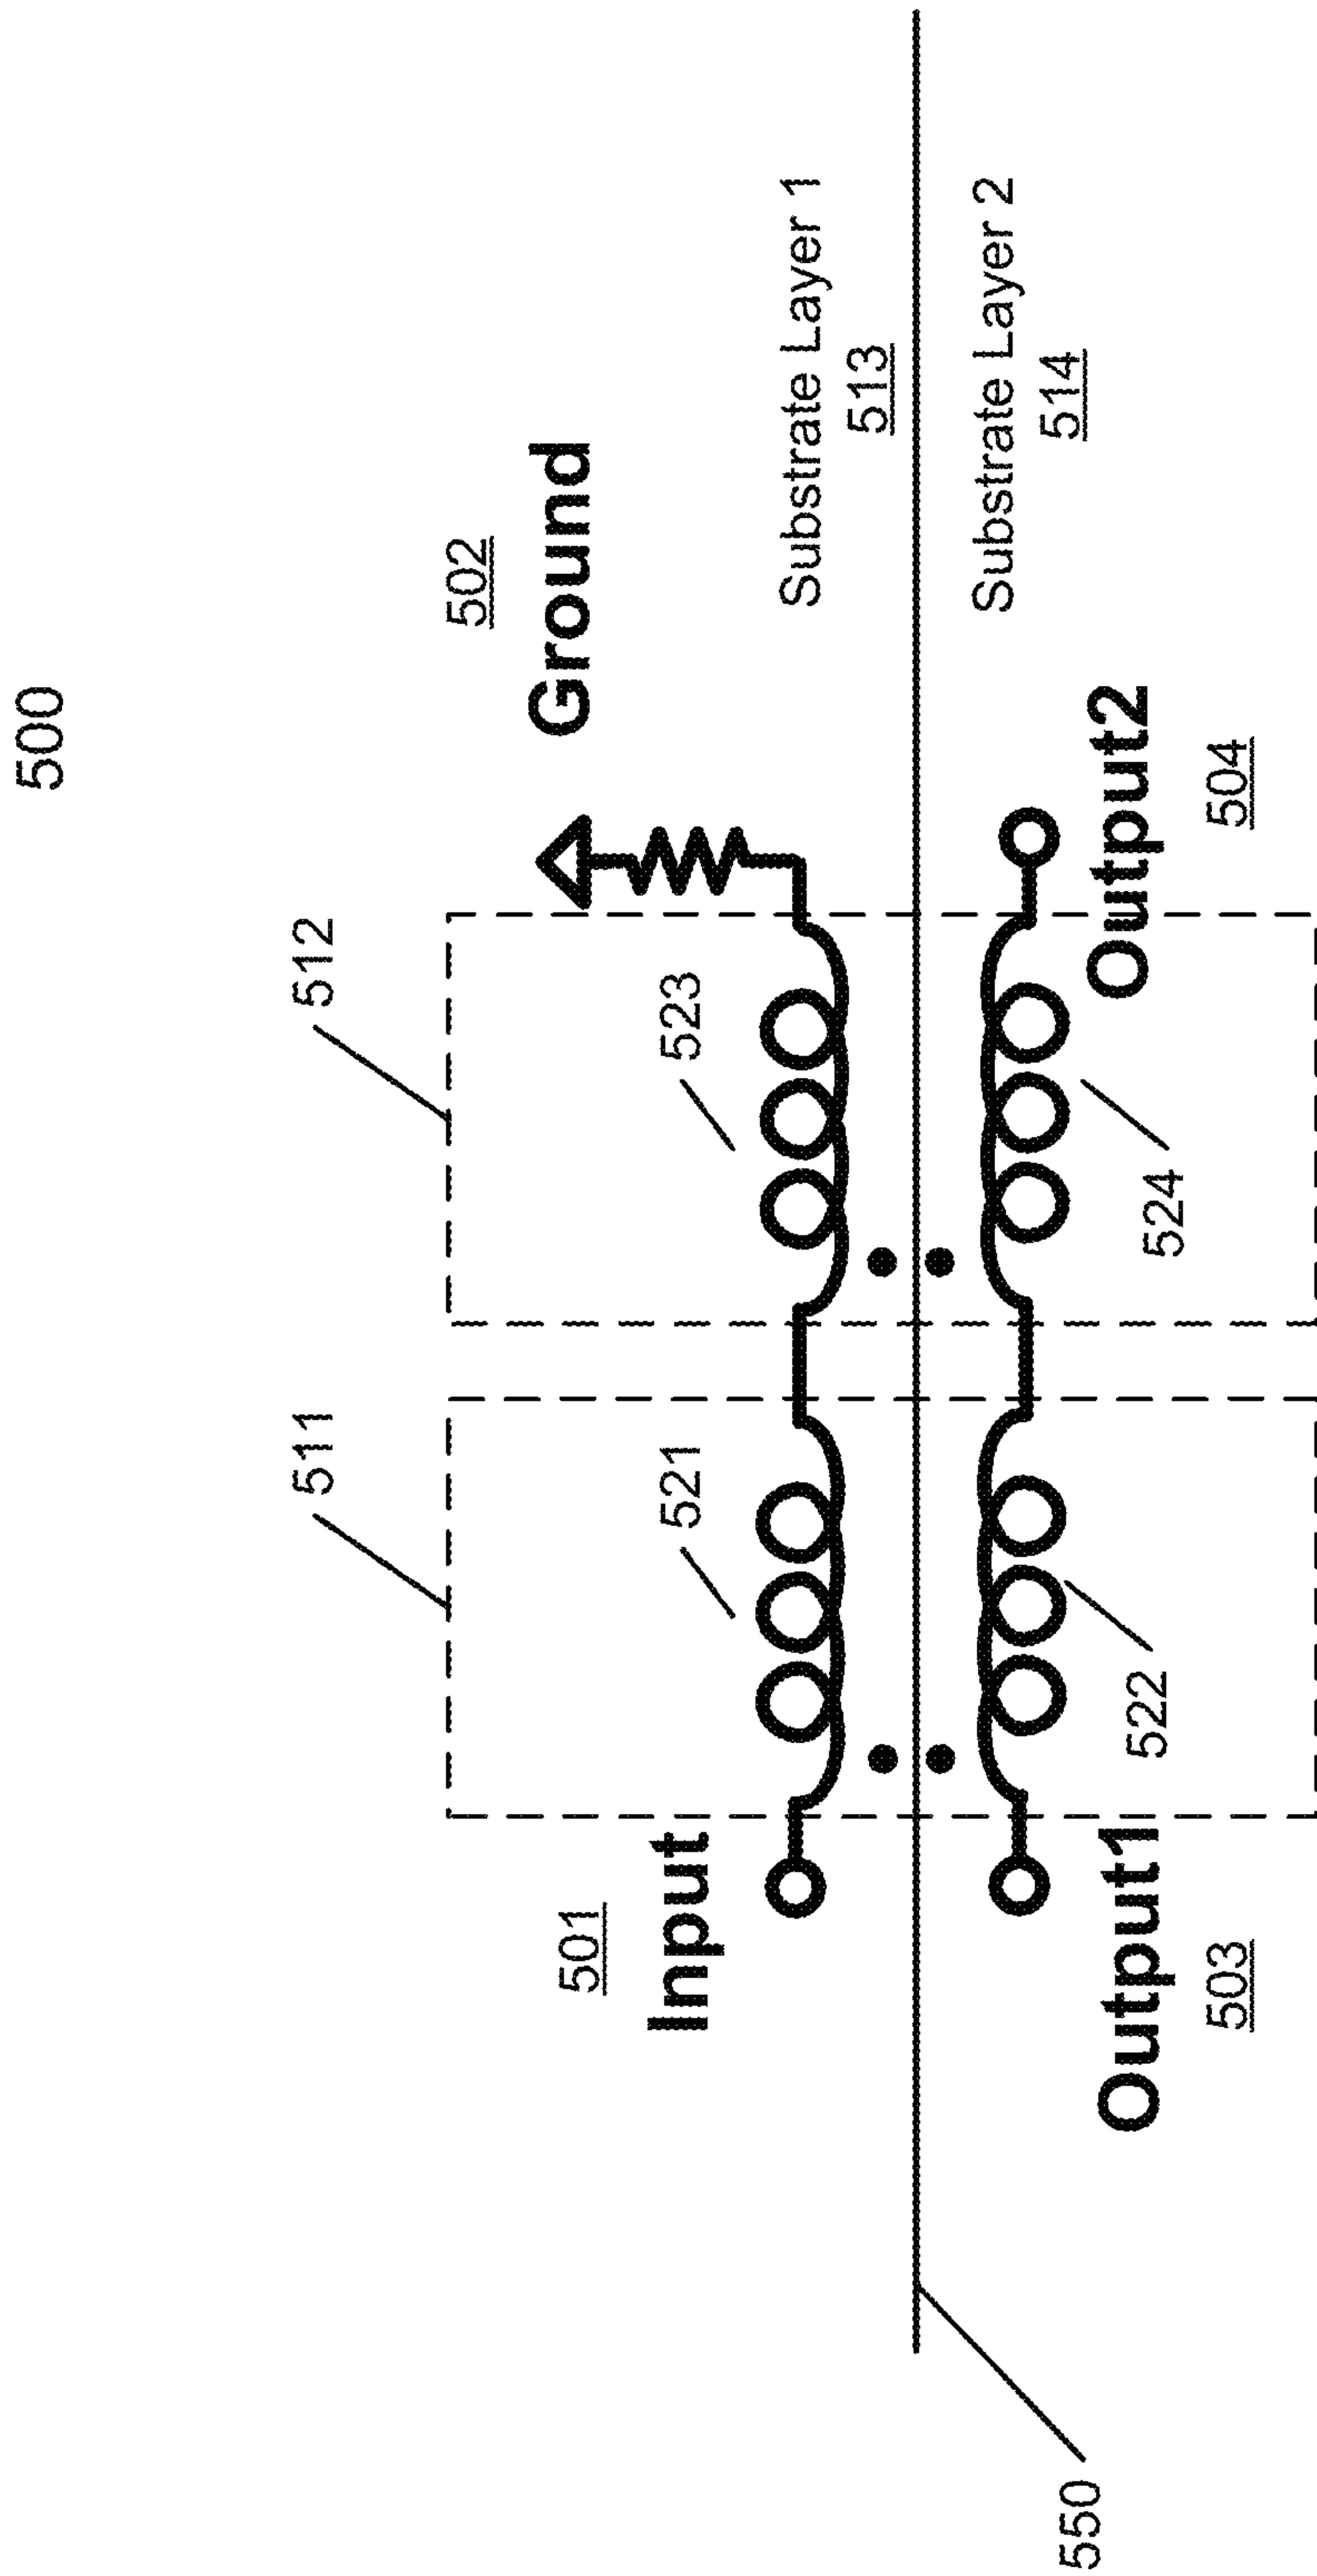 500
511
512
502
Ground
501
Input
521
523
Substrate Layer 1
513
Substrate Layer 2
514
522
524
Output1
503
Output2
504
550